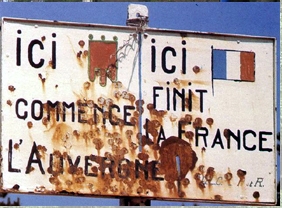 ici
COMMENCE
L'AUVERGNE
ici
FINIT
LA FRANCE